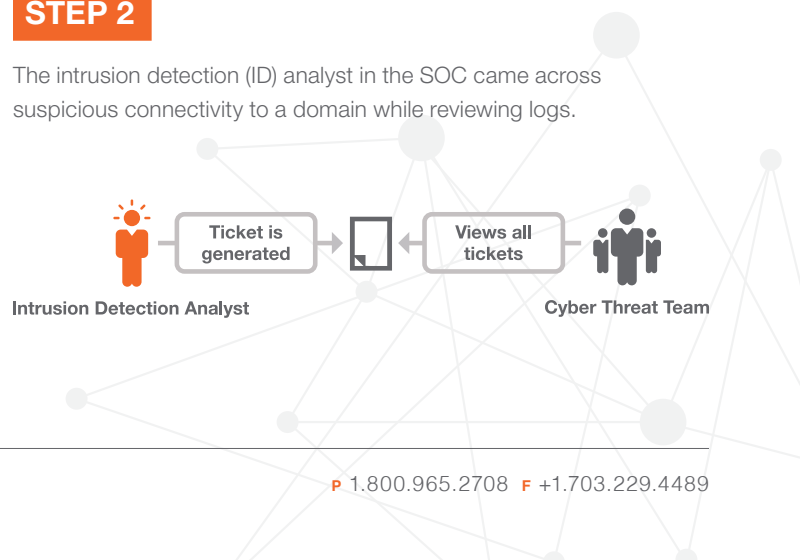 STEP 2
The intrusion detection (ID) analyst in the SOC came across
suspicious connectivity to a domain while reviewing logs.
Ticket is
generated
Views all
tickets
Intrusion Detection Analyst
Cyber Threat Team
P 1.800.965.2708 F +1.703.229.4489